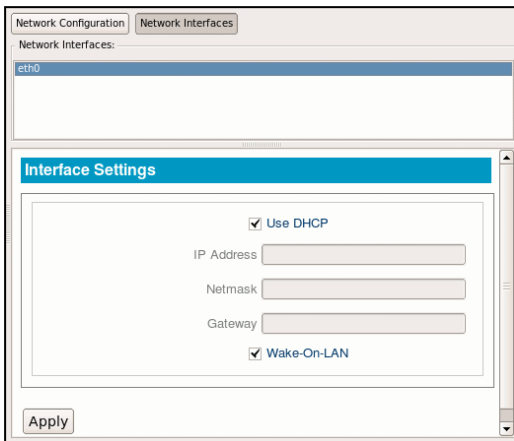 Network Configuration Network Interfaces
Network Interfaces:
eth0
Interface Settings
Use DHCP
IP Address
Netmask
Gateway
Wake-On-LAN
Apply